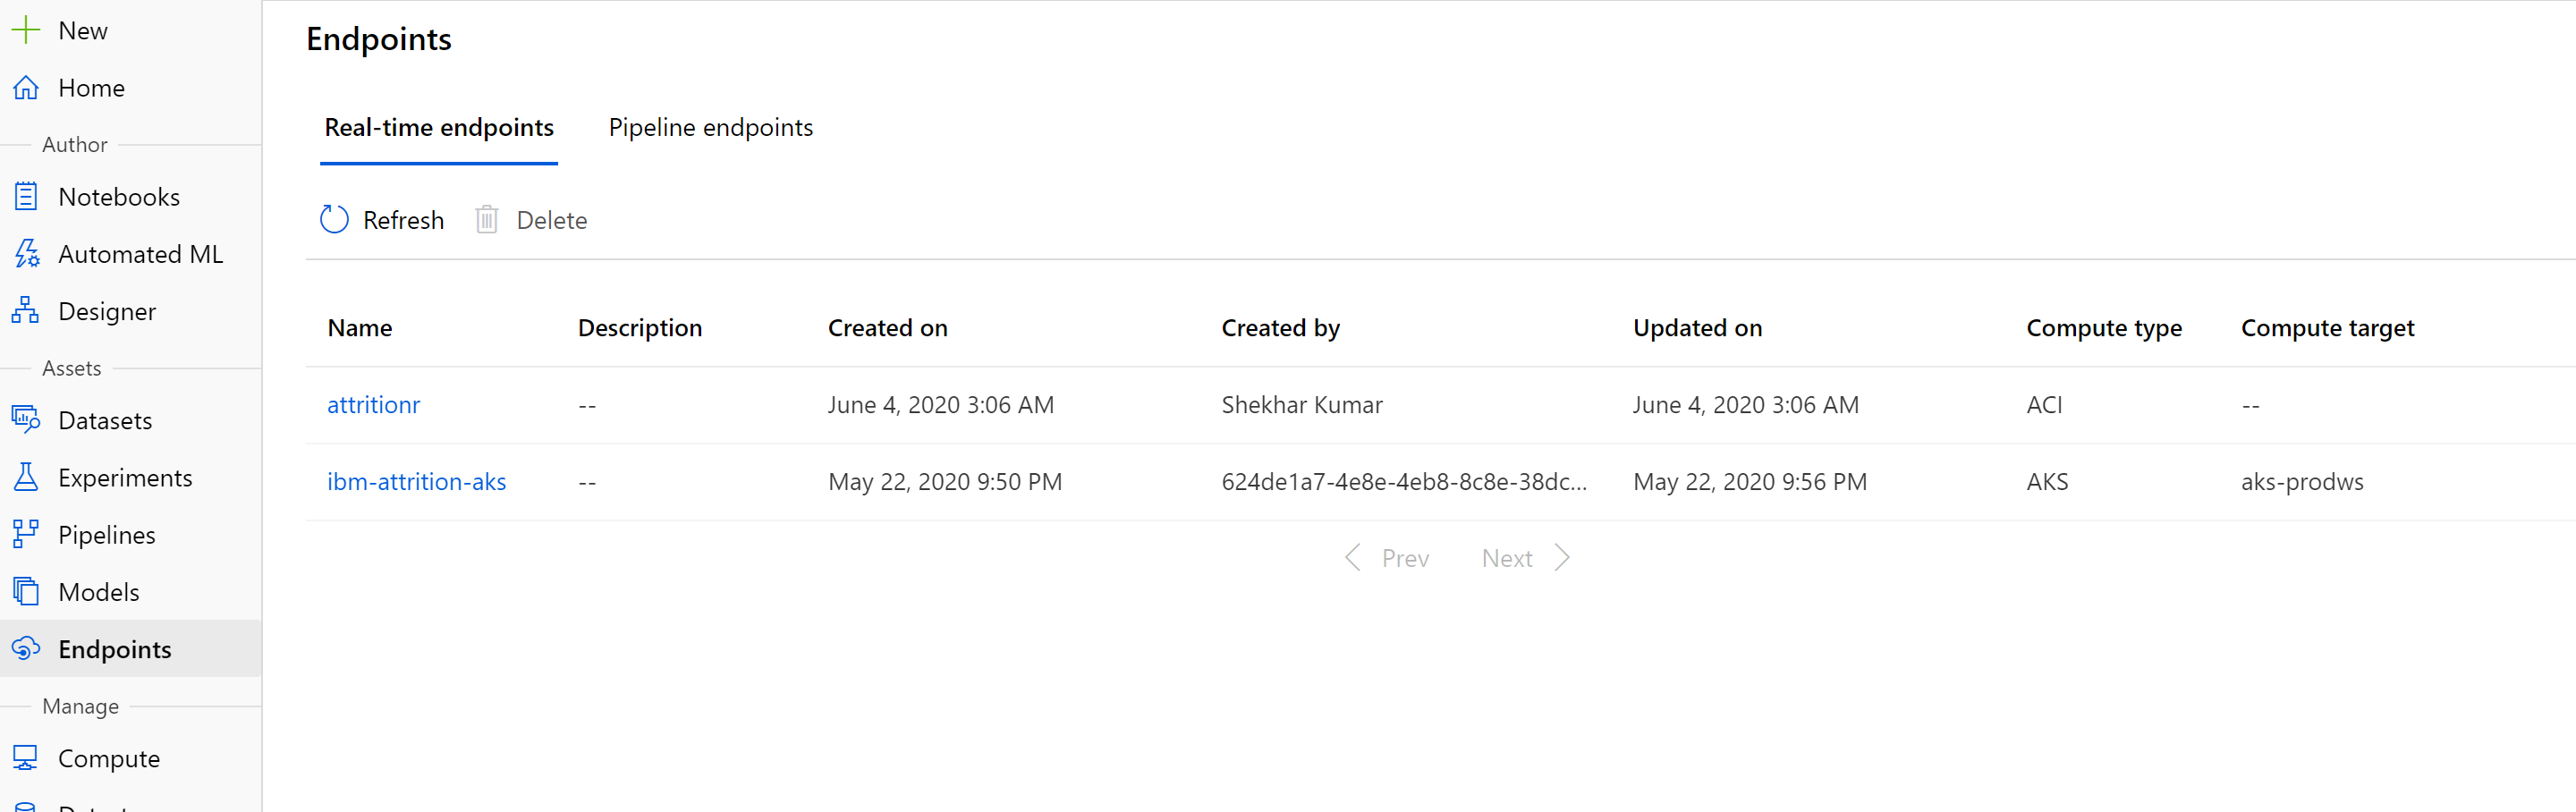 New
Home
Author
Notebooks
Automated ML
Designer
Assets
Datasets
Experiments
Pipelines
Models
Endpoints
Manage
Compute
Endpoints
Real-time endpoints Pipeline endpoints
Refresh Delete
Name Description Created on Created by Updated on Compute type Compute target
attritionr -- June 4, 2020 3:06 AM Shekhar Kumar June 4, 2020 3:06 AM ACI --
ibm-attrition-aks -- May 22, 2020 9:50 PM 624de1a7-4e8e-4eb8-8c8e-38dc... May 22, 2020 9:56 PM AKS aks-prodws
Prev Next